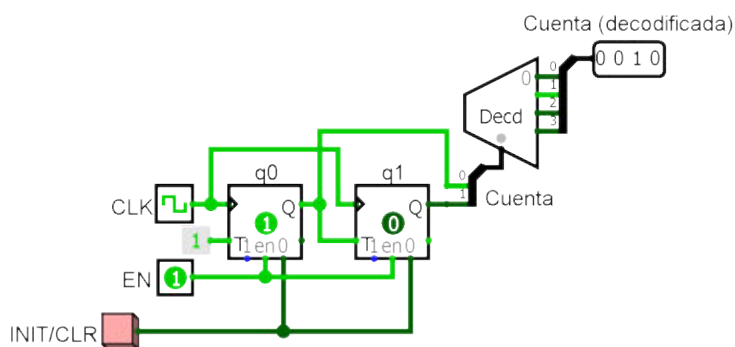 Cuenta (decodificada)
0 0 1 0
0
0
1
2
3
Decd
0
1
Cuenta
q0
q1
CLK
1
Q
0
Q
1
T
1 en 0
T
1 en 0
EN
1
INIT/CLR